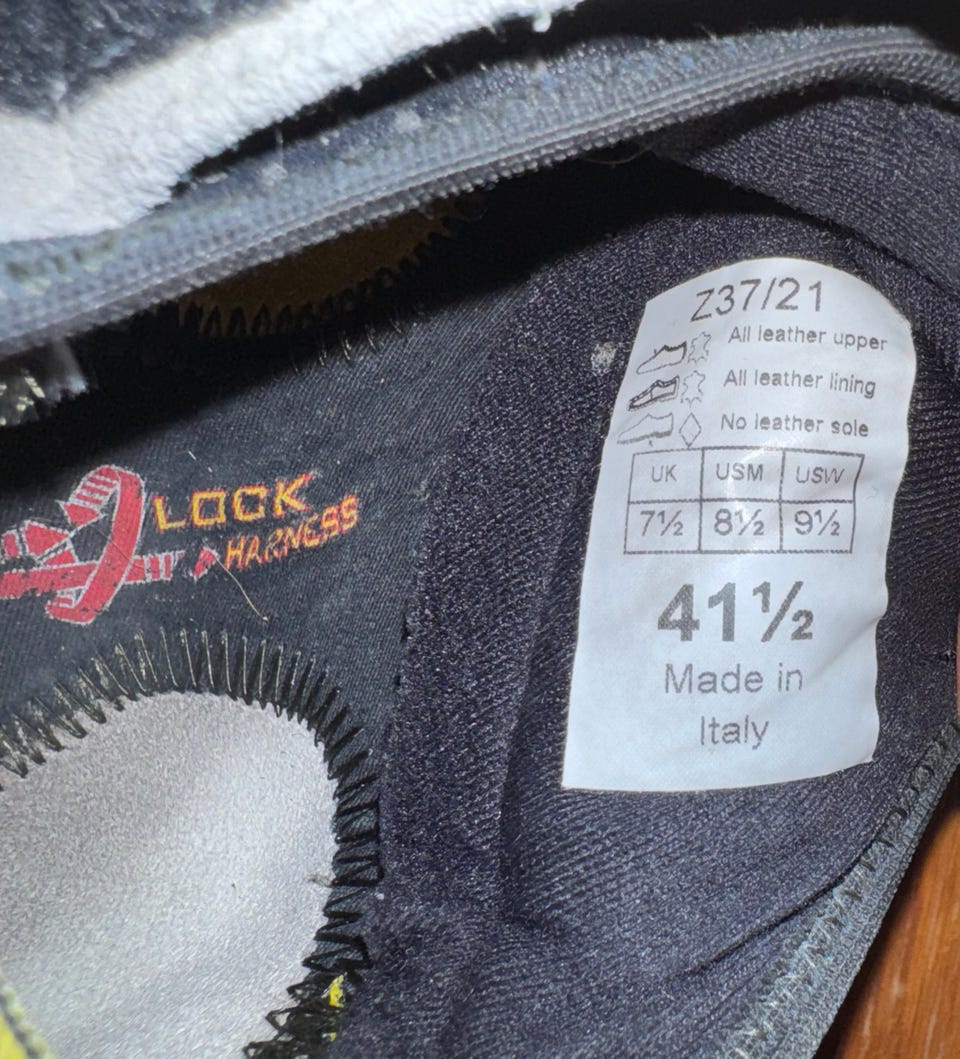 LOCK
HARNESS
Z37/21
All leather upper
All leather lining
No leather sole
UK USM USW
7½ 8½ 9½
41½
Made in
Italy